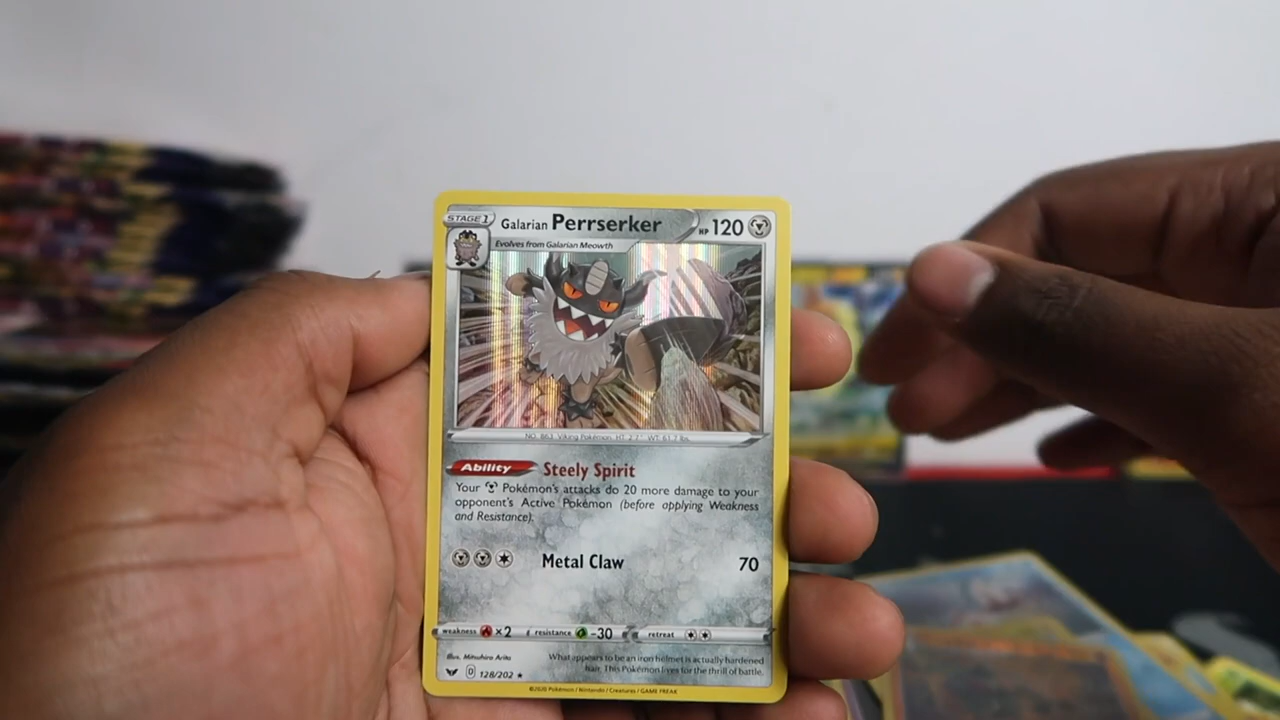 STAGE 1
Galarian Perrserker
HP 120
Evolves from Galarian Meowth
NO. 863 Viking Pokémon HT: 2'7" WT: 61.7 lbs.
Ability Steely Spirit
Your Pokémon's attacks do 20 more damage to your
opponent's Active Pokémon (before applying Weakness
and Resistance).
Metal Claw 70
weakness ×2 resistance -30 retreat
Illus. Mitsuhiro Arita
What appears to be an iron helmet is actually hardened
hair. This Pokémon lives for the thrill of battle.
D 128/202 ★
©2020 Pokémon / Nintendo / Creatures / GAME FREAK